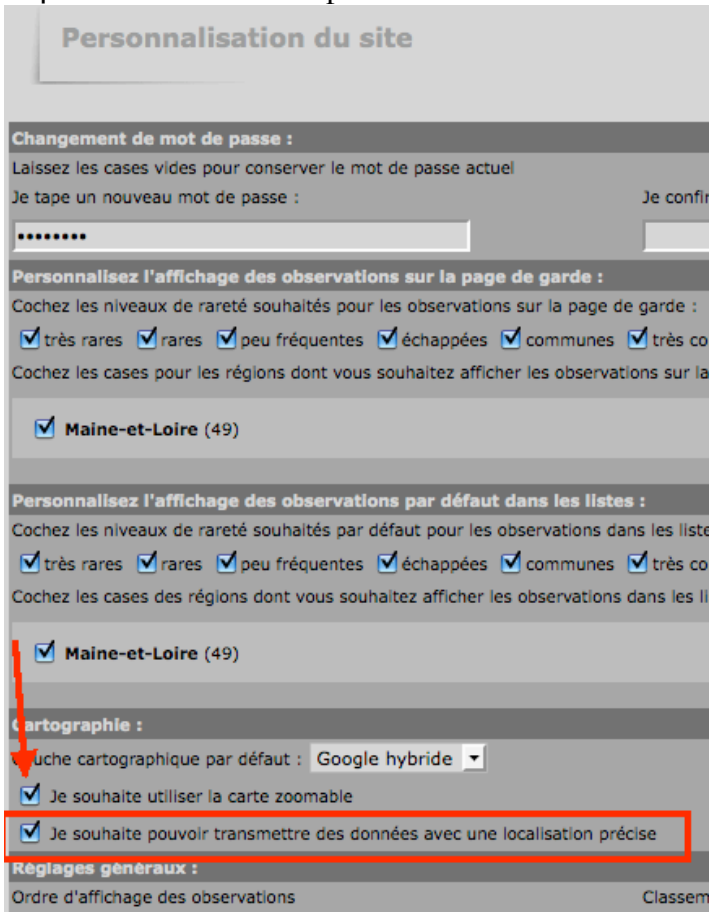 Personnalisation du site
Changement de mot de passe :
Laissez les cases vides pour conserver le mot de passe actuel
Je tape un nouveau mot de passe : Je confir
••••••••
Personnalisez l'affichage des observations sur la page de garde :
Cochez les niveaux de rareté souhaités pour les observations sur la page de garde :
très rares rares peu fréquentes échappées communes très co
Cochez les cases pour les régions dont vous souhaitez afficher les observations sur la
Maine-et-Loire (49)
Personnalisez l'affichage des observations par défaut dans les listes :
Cochez les niveaux de rareté souhaités par défaut pour les observations dans les liste
très rares rares peu fréquentes échappées communes très co
Cochez les cases des régions dont vous souhaitez afficher les observations dans les li
Maine-et-Loire (49)
Cartographie :
Couche cartographique par défaut : Google hybride
Je souhaite utiliser la carte zoomable
Je souhaite pouvoir transmettre des données avec une localisation précise
Réglages généraux :
Ordre d'affichage des observations Classem